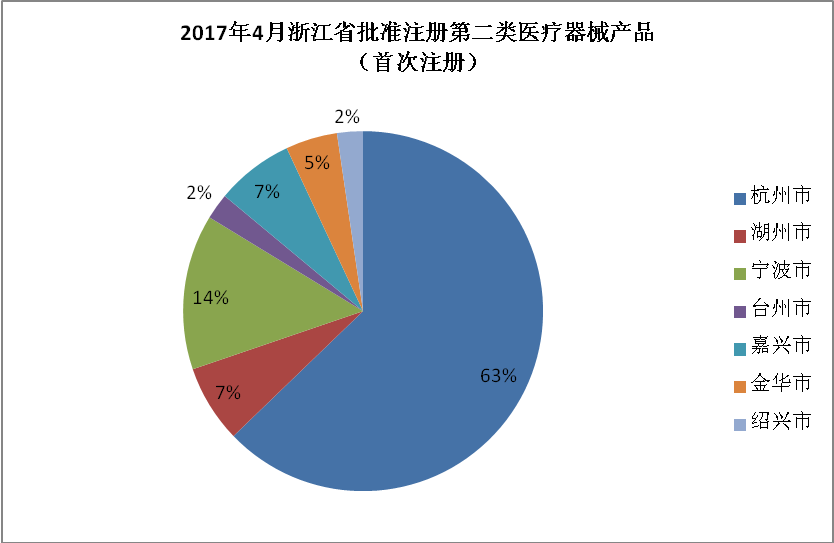 2017年4月浙江省批准注册第二类医疗器械产品
（首次注册）
2%
5%
7%
2%
14%
7%
63%
杭州市
湖州市
宁波市
台州市
嘉兴市
金华市
绍兴市